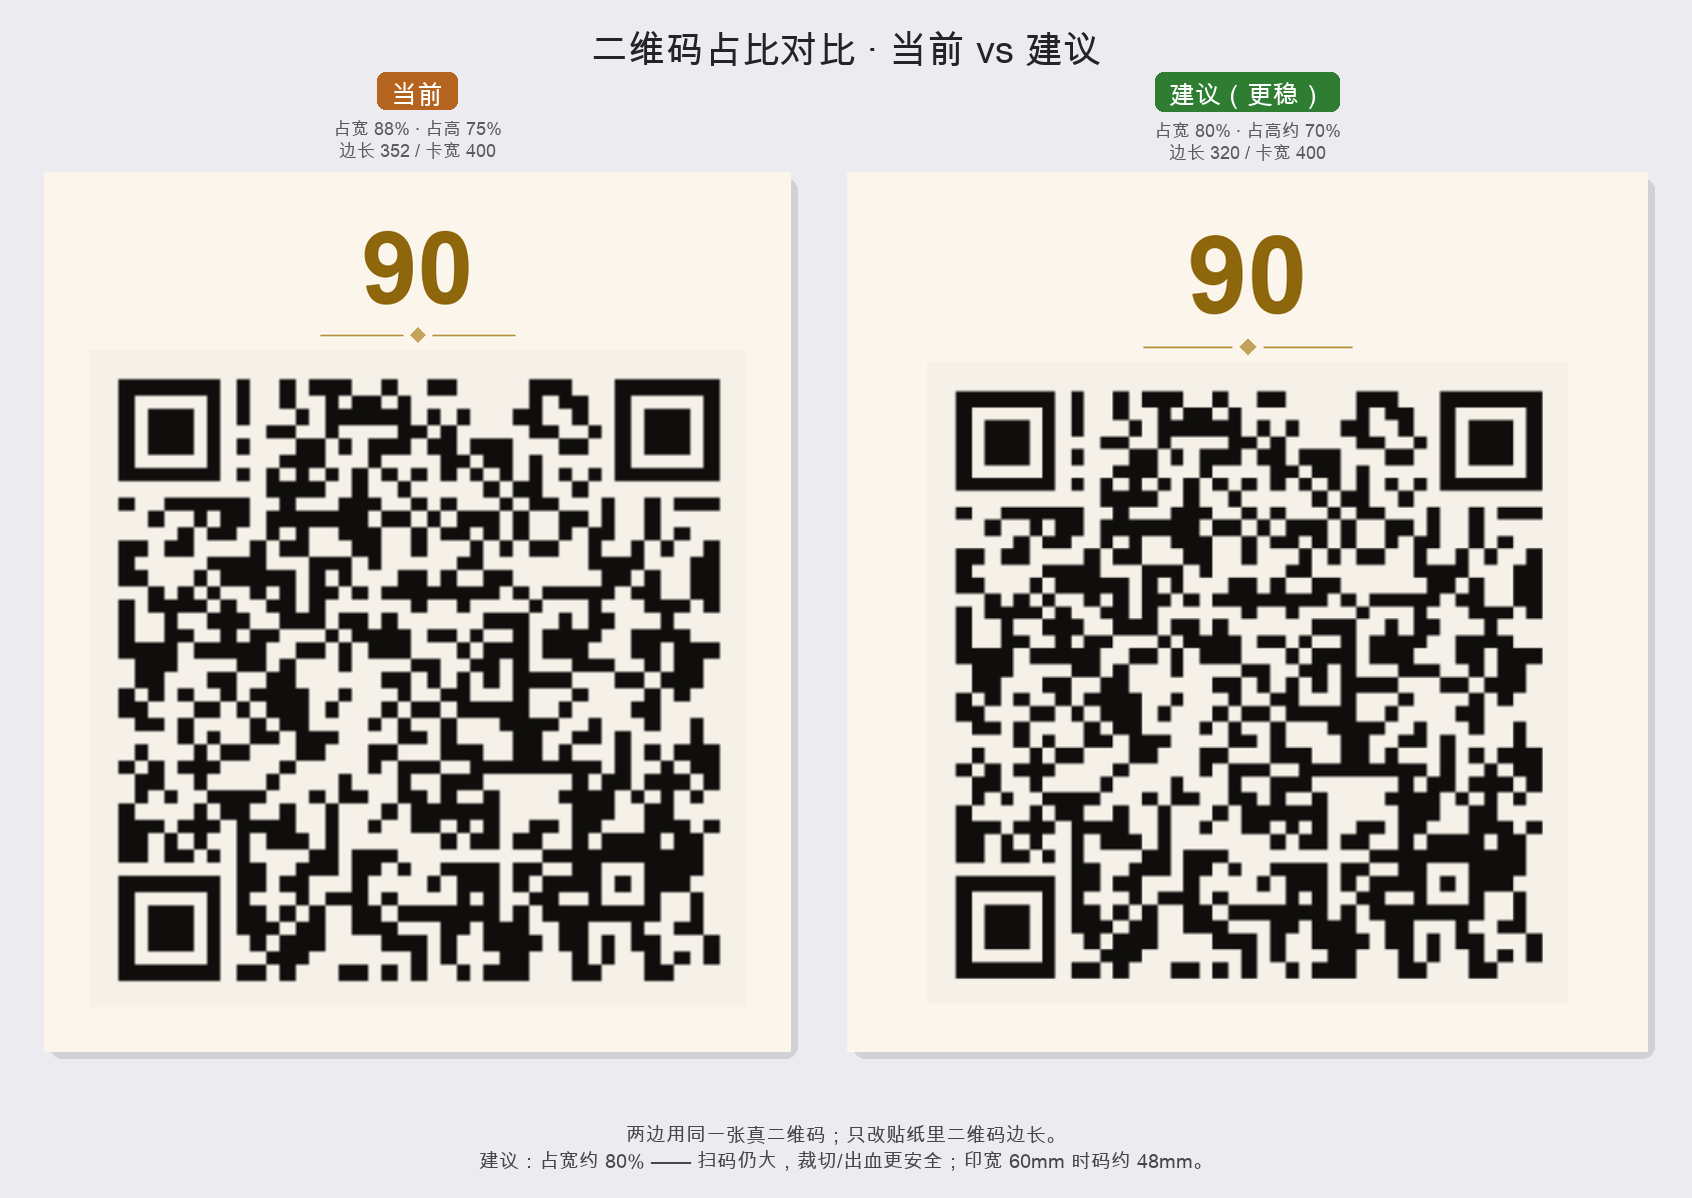 二维码占比对比 · 当前 vs 建议
当前
占宽 88% · 占高 75%
边长 352 / 卡宽 400
建议（更稳）
占宽 80% · 占高约 70%
边长 320 / 卡宽 400
90
90
两边用同一张真二维码；只改贴纸里二维码边长。
建议：占宽约 80% —— 扫码仍大，裁切/出血更安全；印宽 60mm 时码约 48mm。